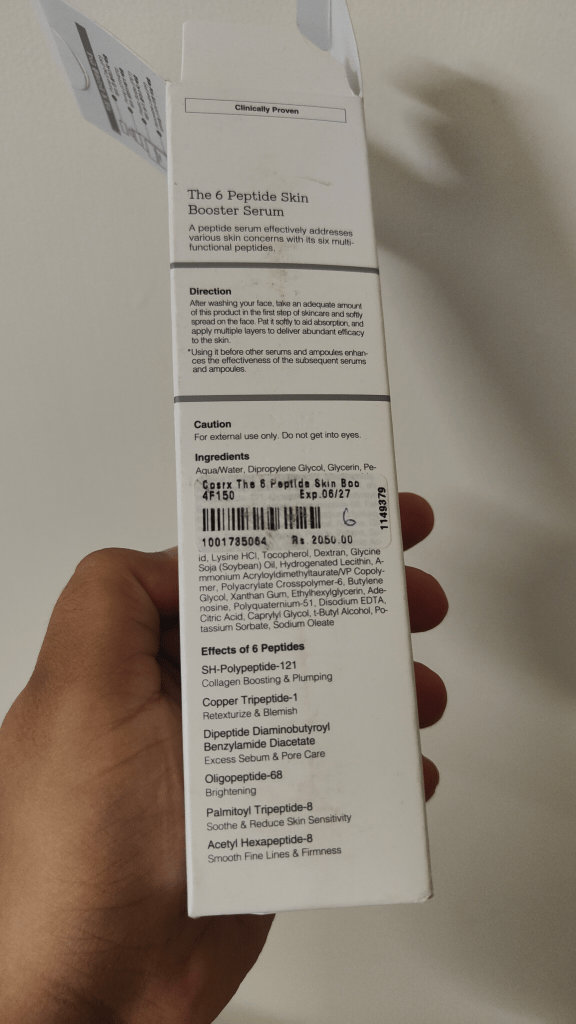 Clinically Proven
The 6 Peptide Skin
Booster Serum
A peptide serum effectively addresses
various skin concerns with its six multi-
functional peptides.
Direction
After washing your face, take an adequate amount
of this product in the first step of skincare and softly
spread on the face. Pat it softly to aid absorption, and
apply multiple layers to deliver abundant efficacy
to the skin.
*Using it before other serums and ampoules enhan-
ces the effectiveness of the subsequent serums
and ampoules.
Caution
For external use only. Do not get into eyes.
Ingredients
Aqua/Water, Dipropylene Glycol, Glycerin, Pe-
Cosrx The 6 Peptide Skin Boo
4F150 Exp.06/27
6
1149379
1001785064 Rs 2050.00
id, Lysine HCl, Tocopherol, Dextran, Glycine
Soja (Soybean) Oil, Hydrogenated Lecithin, A-
mmonium Acryloyldimethyltaurate/VP Copoly-
mer, Polyacrylate Crosspolymer-6, Butylene
Glycol, Xanthan Gum, Ethylhexylglycerin, Ade-
nosine, Polyquaternium-51, Disodium EDTA,
Citric Acid, Caprylyl Glycol, t-Butyl Alcohol, Po-
tassium Sorbate, Sodium Oleate
Effects of 6 Peptides
SH-Polypeptide-121
Collagen Boosting & Plumping
Copper Tripeptide-1
Retexturize & Blemish
Dipeptide Diaminobutyroyl
Benzylamide Diacetate
Excess Sebum & Pore Care
Oligopeptide-68
Brightening
Palmitoyl Tripeptide-8
Soothe & Reduce Skin Sensitivity
Acetyl Hexapeptide-8
Smooth Fine Lines & Firmness